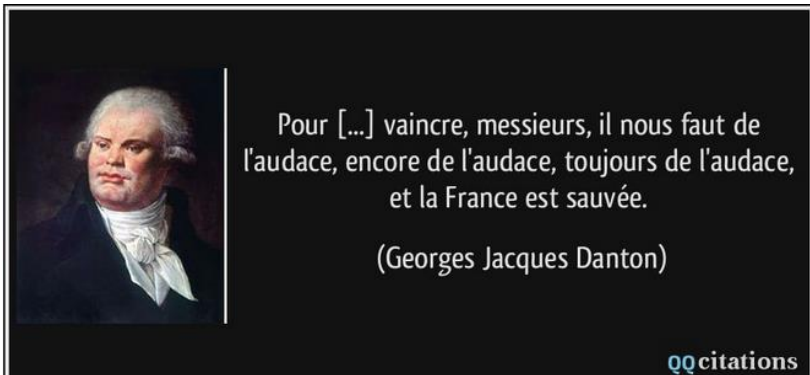 Pour [...] vaincre, messieurs, il nous faut de
l'audace, encore de l'audace, toujours de l'audace,
et la France est sauvée.
(Georges Jacques Danton)
QQcitations